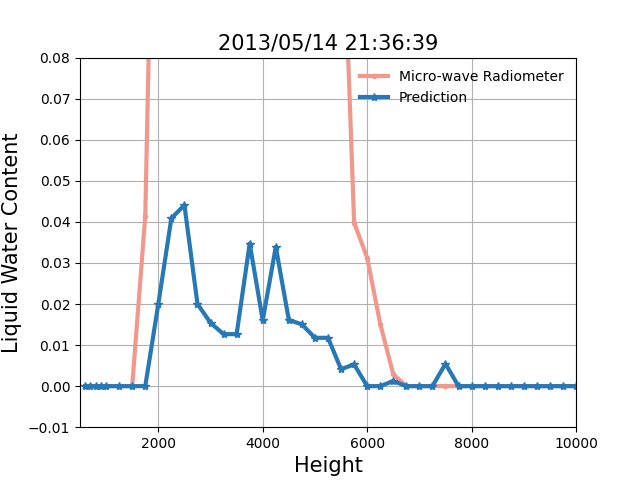 2013/05/14 21:36:39
Micro-wave Radiometer
Prediction
Liquid Water Content
0.08
0.07
0.06
0.05
0.04
0.03
0.02
0.01
0.00
−0.01
2000 4000 6000 8000 10000
Height